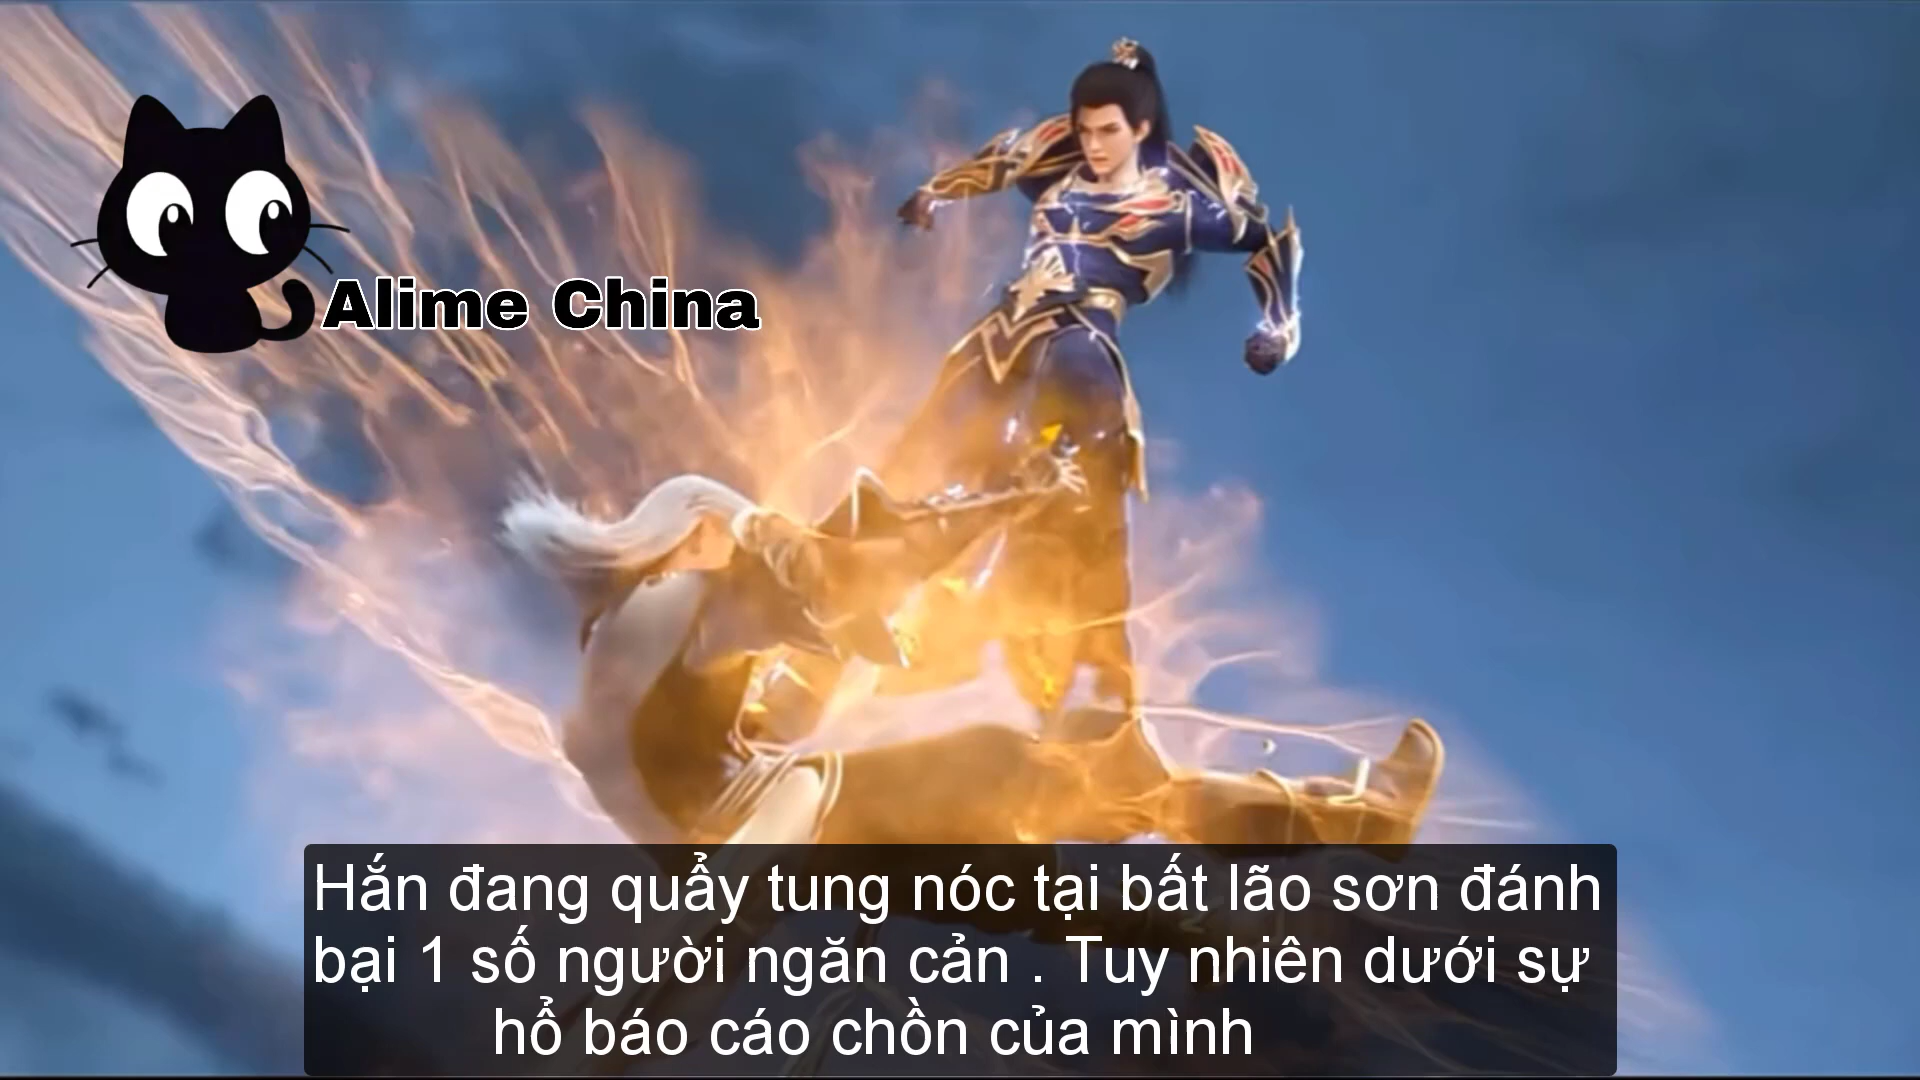 Alime China
Hắn đang quẩy tung nóc tại bất lão sơn đánh
bại 1 số người ngăn cản . Tuy nhiên dưới sự
hổ báo cáo chồn của mình